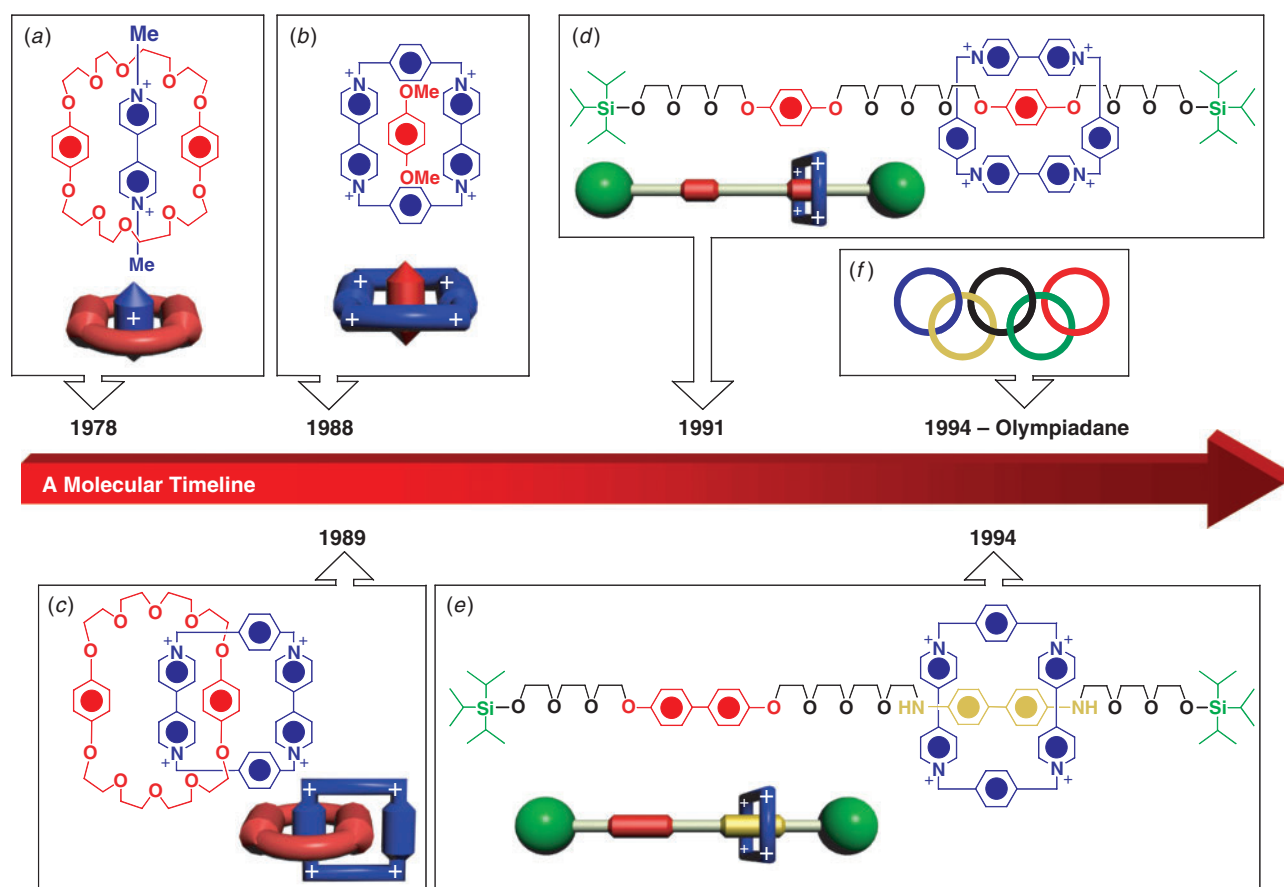 (a)
Me
O O O
O O
N+
O O
N+
O O
O O O
Me
+
1978
(b)
+N N+
OMe
OMe
+N N+
+ + + +
1988
(d)
+N N+
Si O O O O O O O O O O O O O Si
+N N+
+ + + +
1991
(f)
1994 – Olympiadane
A Molecular Timeline
1989
1994
(c)
O O O
O O
+N N+
O O
+N N+
O O O
+ + + +
(e)
+N N+
Si O O O O O O O O HN NH O O O Si
+N N+
+ + + +